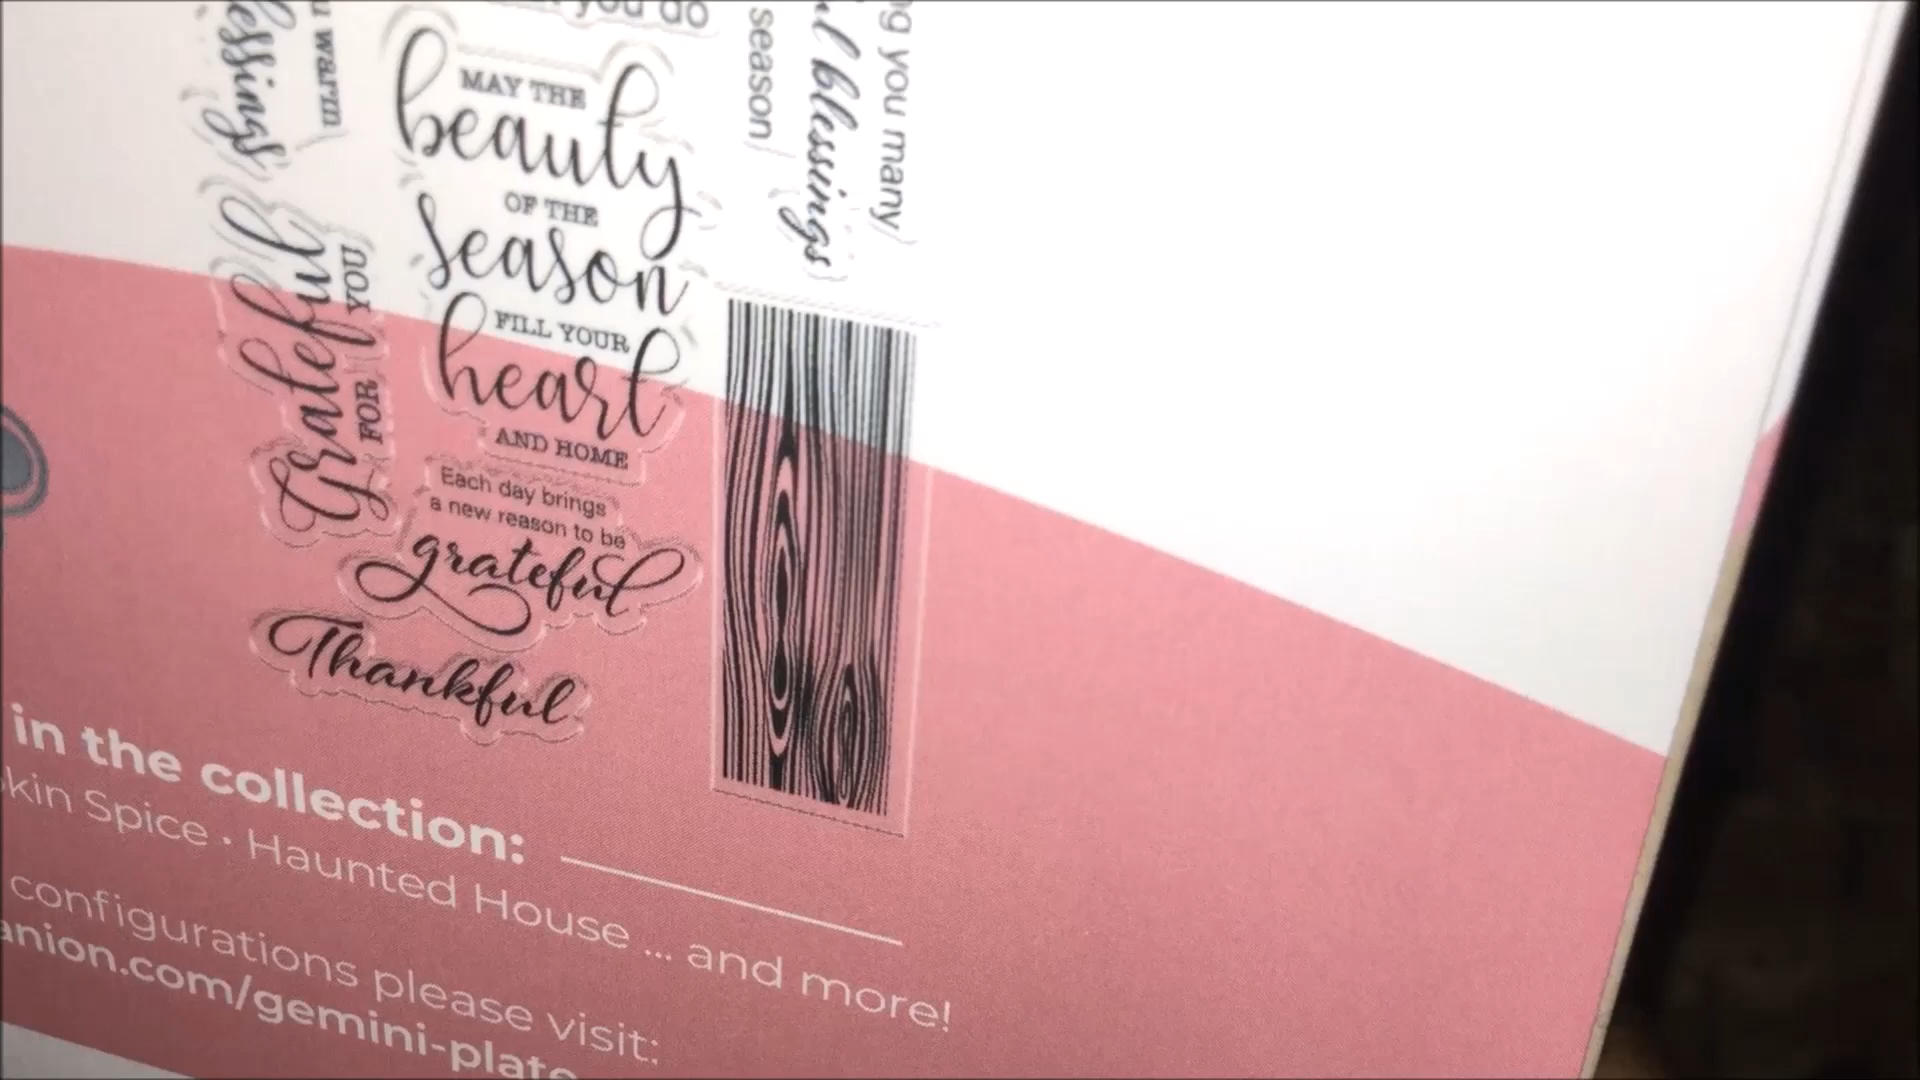 you do
MAY THE
beauty
OF THE
season
FILL YOUR
heart
AND HOME
Each day brings
a new reason to be
grateful
Thankful
warm
Grateful
FOR YOU
season
ng you many
blessings
in the collection:
Spice • Haunted House ... and more!
configurations please visit:
anion.com/gemini-plate